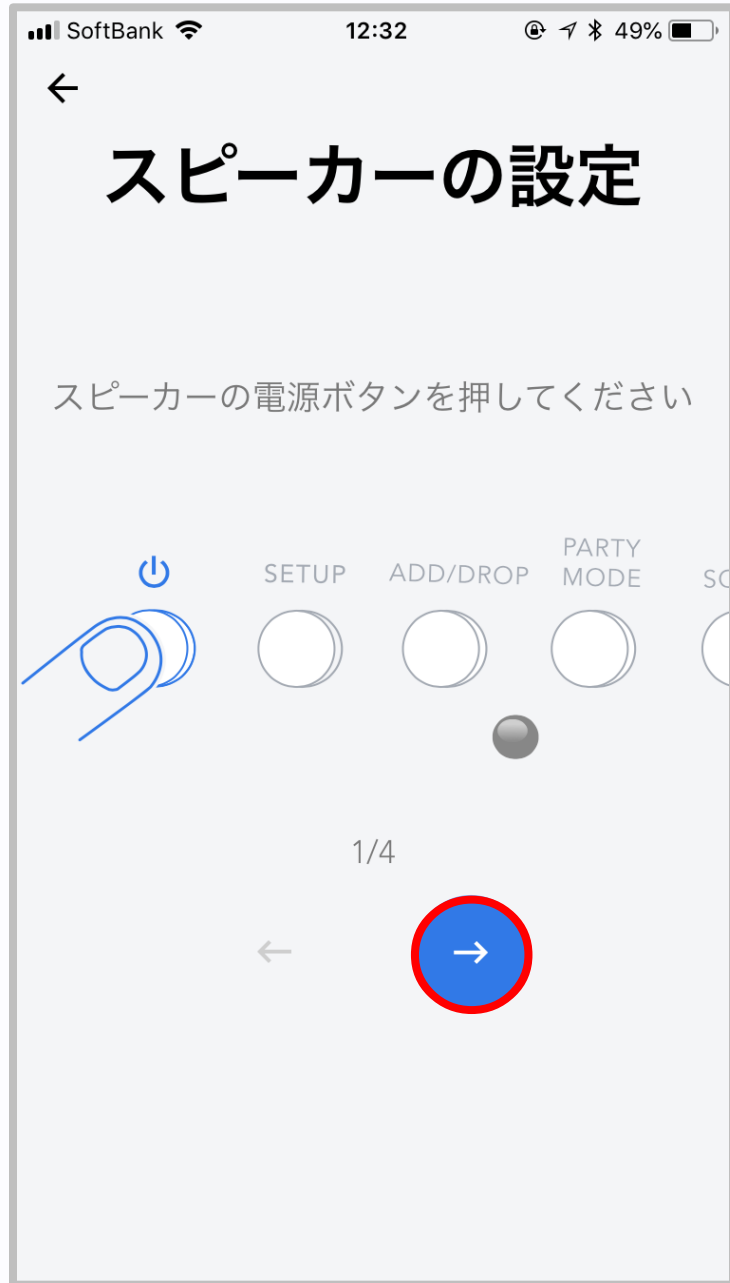 SoftBank 12:32 49%
スピーカーの設定
スピーカーの電源ボタンを押してください
PARTY
SETUP ADD/DROP MODE
1/4